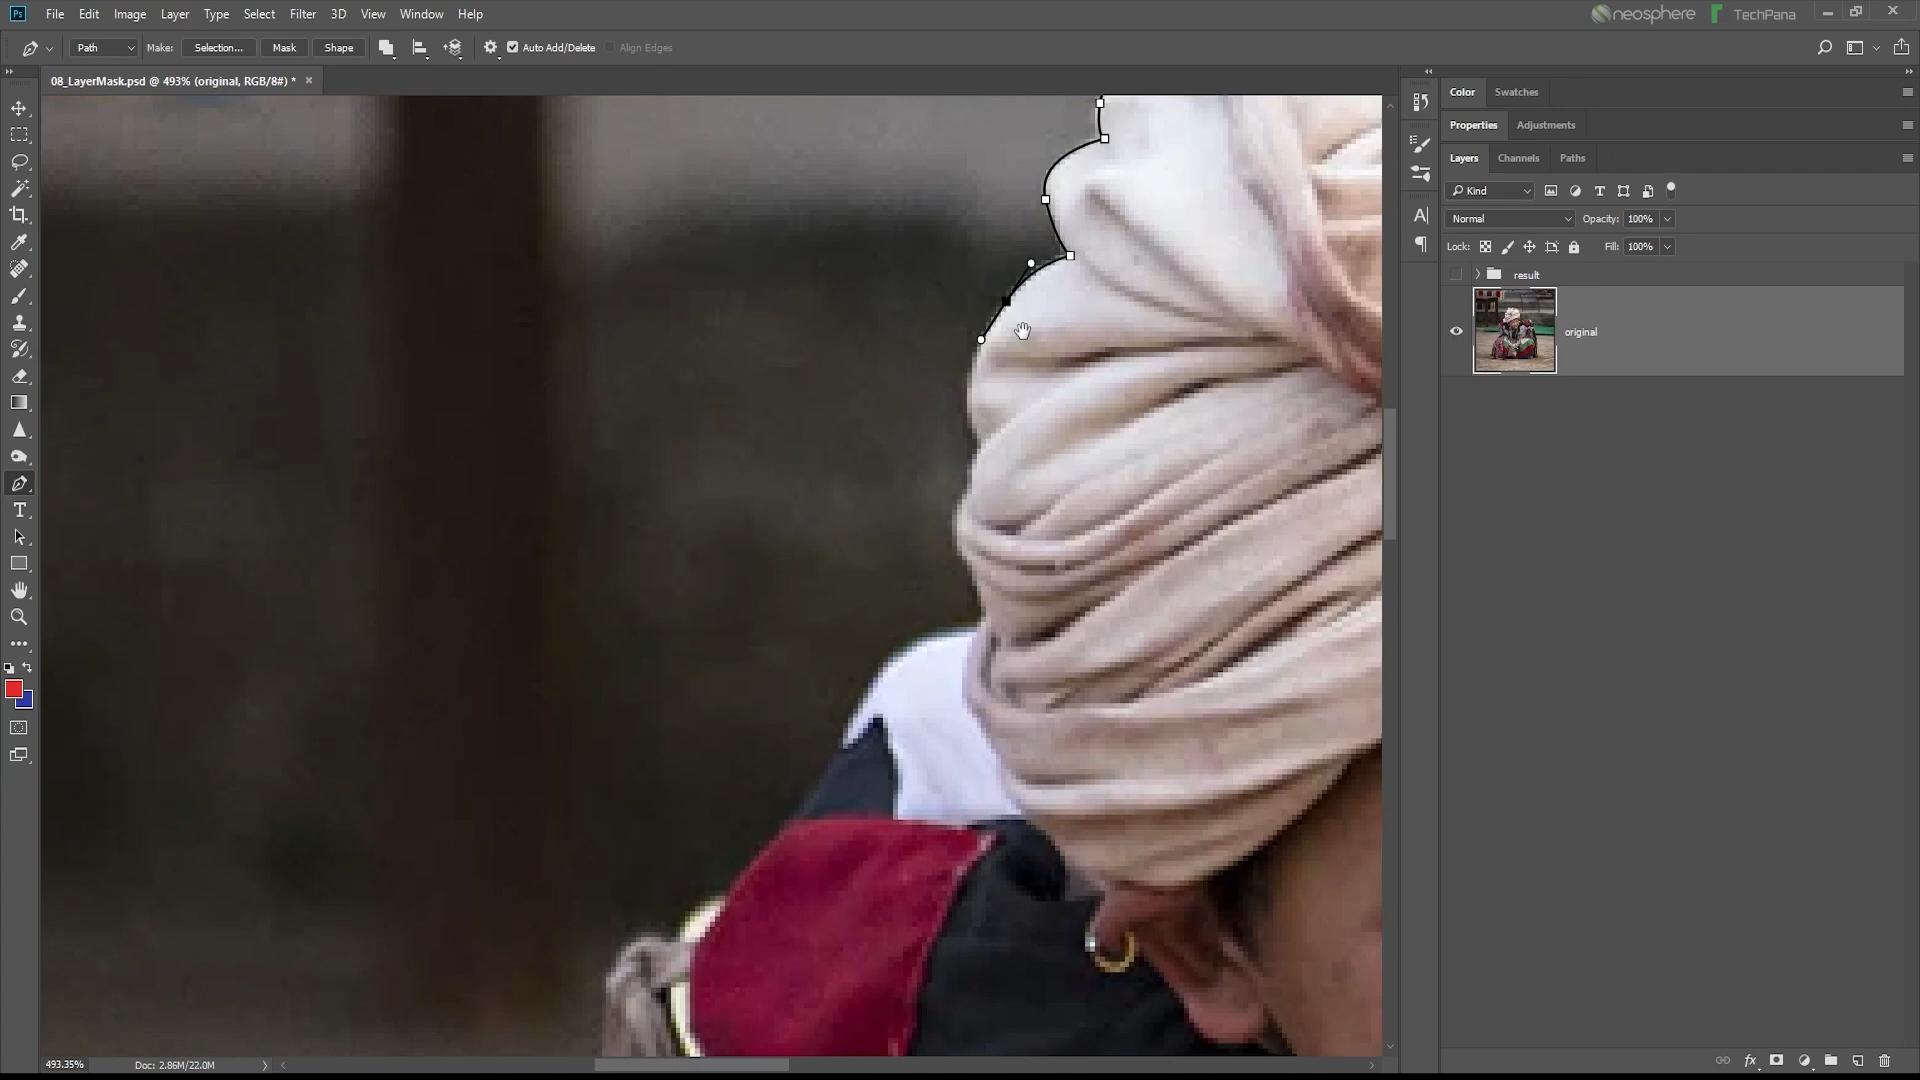 Ps File Edit Image Layer Type Select Filter 3D View Window Help
neosphere TechPana
Path Make: Selection... Mask Shape Auto Add/Delete Align Edges
08_LayerMask.psd @ 493% (original, RGB/8#) *
Color Swatches
Properties Adjustments
Layers Channels Paths
Kind
Normal Opacity: 100%
Lock: Fill: 100%
result
original
493.35% Doc: 2.86M/22.0M